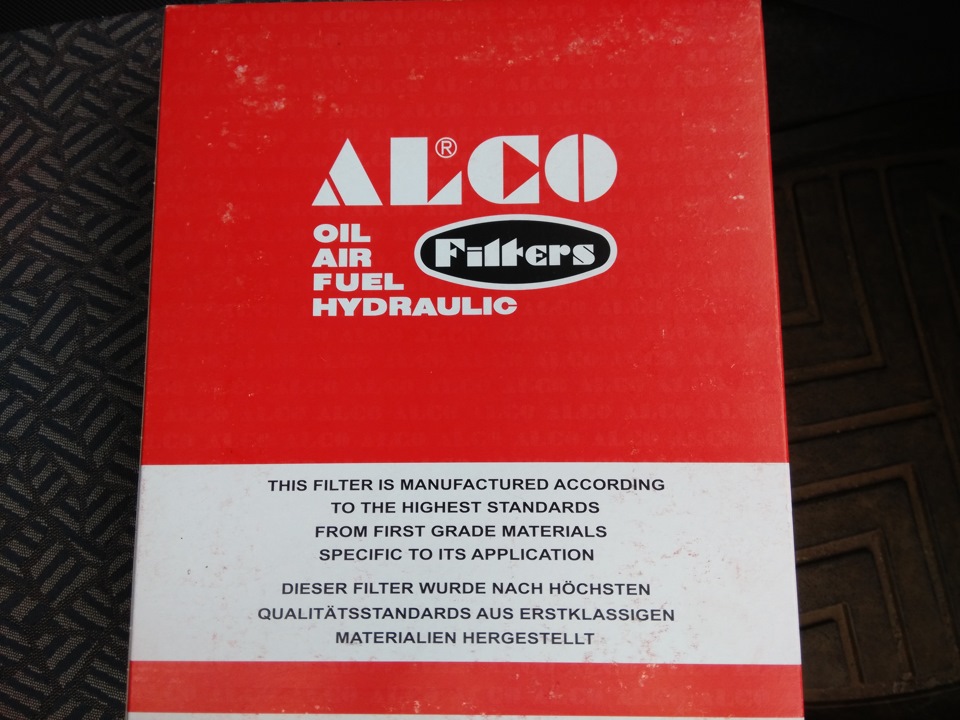 ALCO®
OIL
AIR
FUEL
HYDRAULIC
Filters
THIS FILTER IS MANUFACTURED ACCORDING
TO THE HIGHEST STANDARDS
FROM FIRST GRADE MATERIALS
SPECIFIC TO ITS APPLICATION
DIESER FILTER WURDE NACH HÖCHSTEN
QUALITÄTSSTANDARDS AUS ERSTKLASSIGEN
MATERIALIEN HERGESTELLT